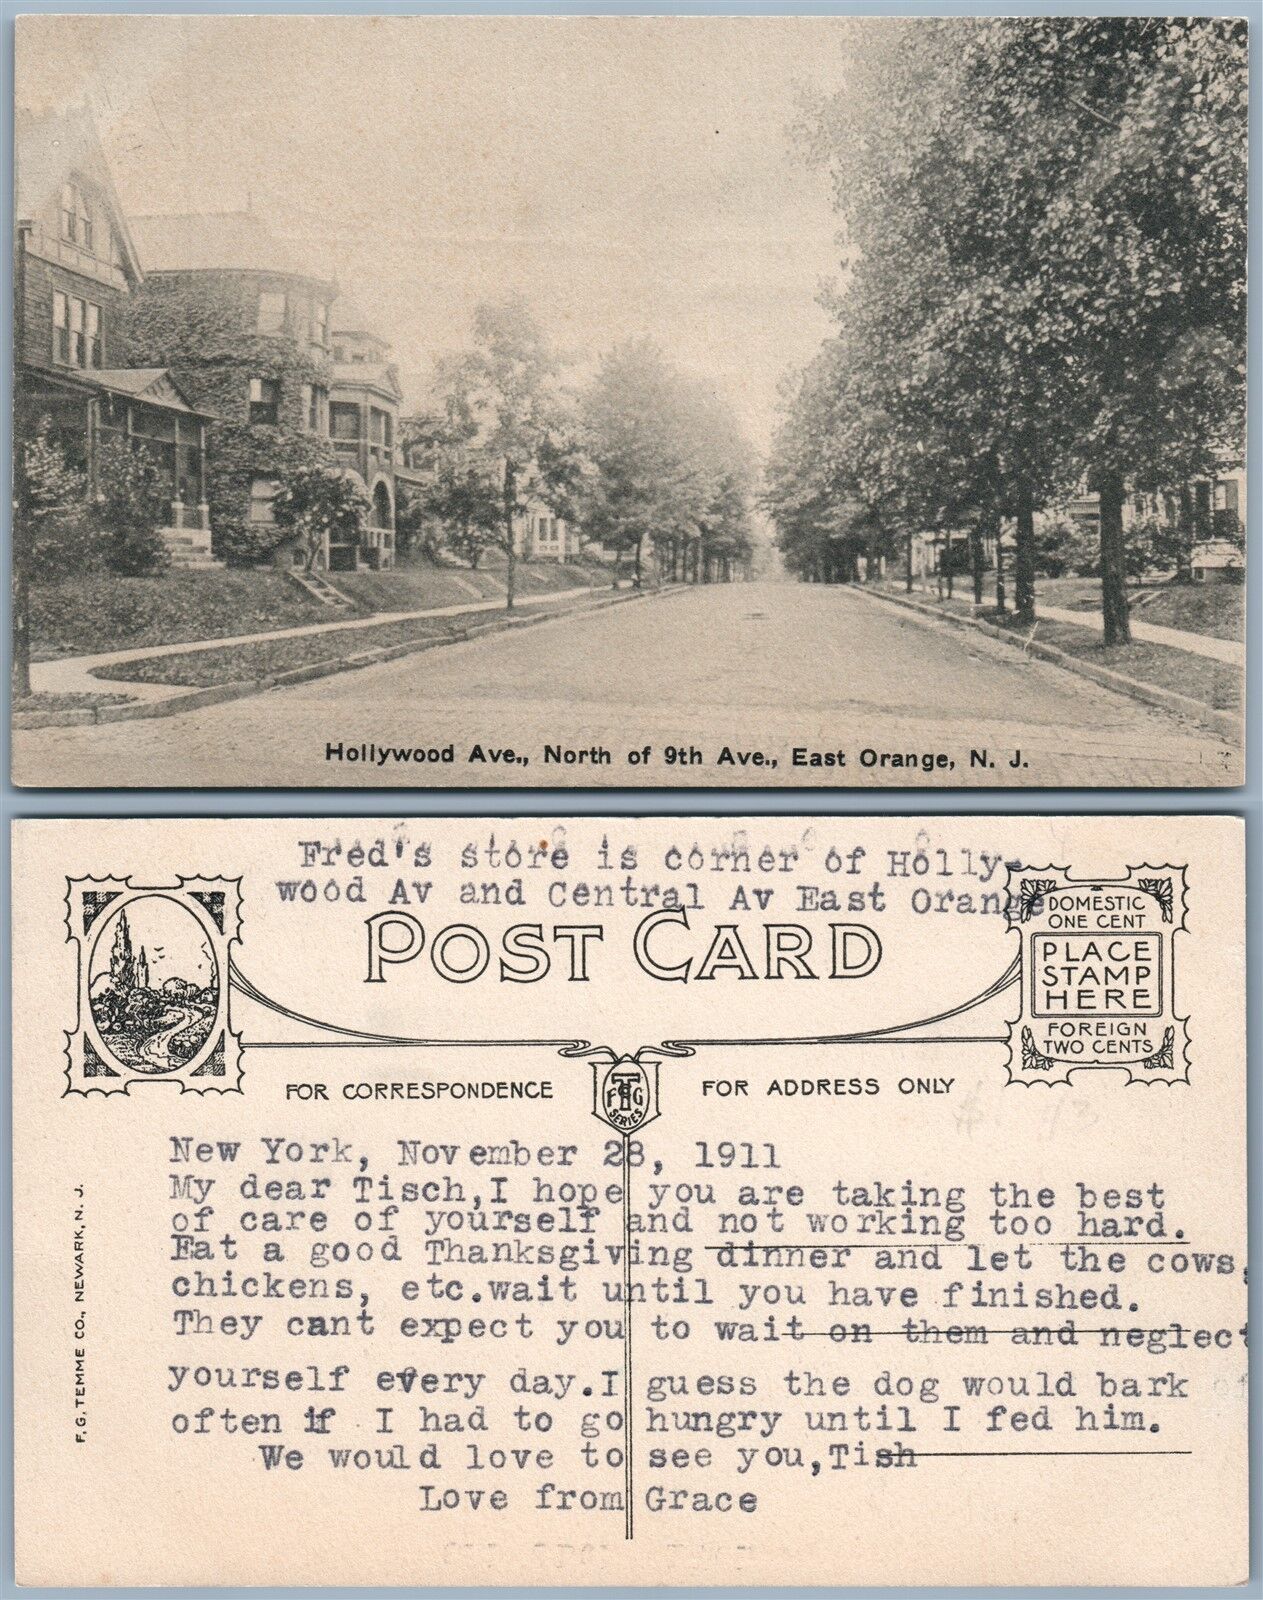 Hollywood Ave., North of 9th Ave., East Orange, N. J.
Fred's store is corner of Holly-
wood Av and Central Av East Orange
POST CARD
DOMESTIC
ONE CENT
PLACE
STAMP
HERE
FOREIGN
TWO CENTS
FOR CORRESPONDENCE
F T G
SERIES
FOR ADDRESS ONLY
F. G. TEMME CO., NEWARK, N. J.
New York, November 28, 1911
My dear Tisch,I hope you are taking the best
of care of yourself and not working too hard.
Eat a good Thanksgiving dinner and let the cows,
chickens, etc.wait until you have finished.
They cant expect you to wait on them and neglect
yourself every day.I guess the dog would bark
often if I had to go hungry until I fed him.
We would love to see you,Tish
Love from Grace